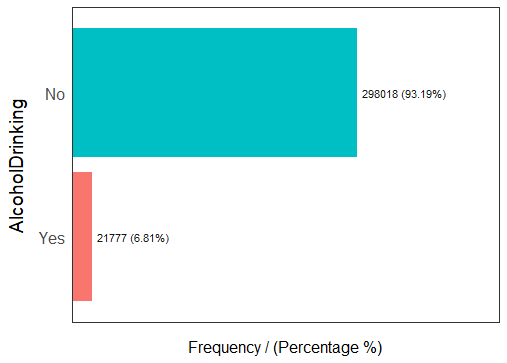 AlcoholDrinking
No
298018 (93.19%)
Yes
21777 (6.81%)
Frequency / (Percentage %)